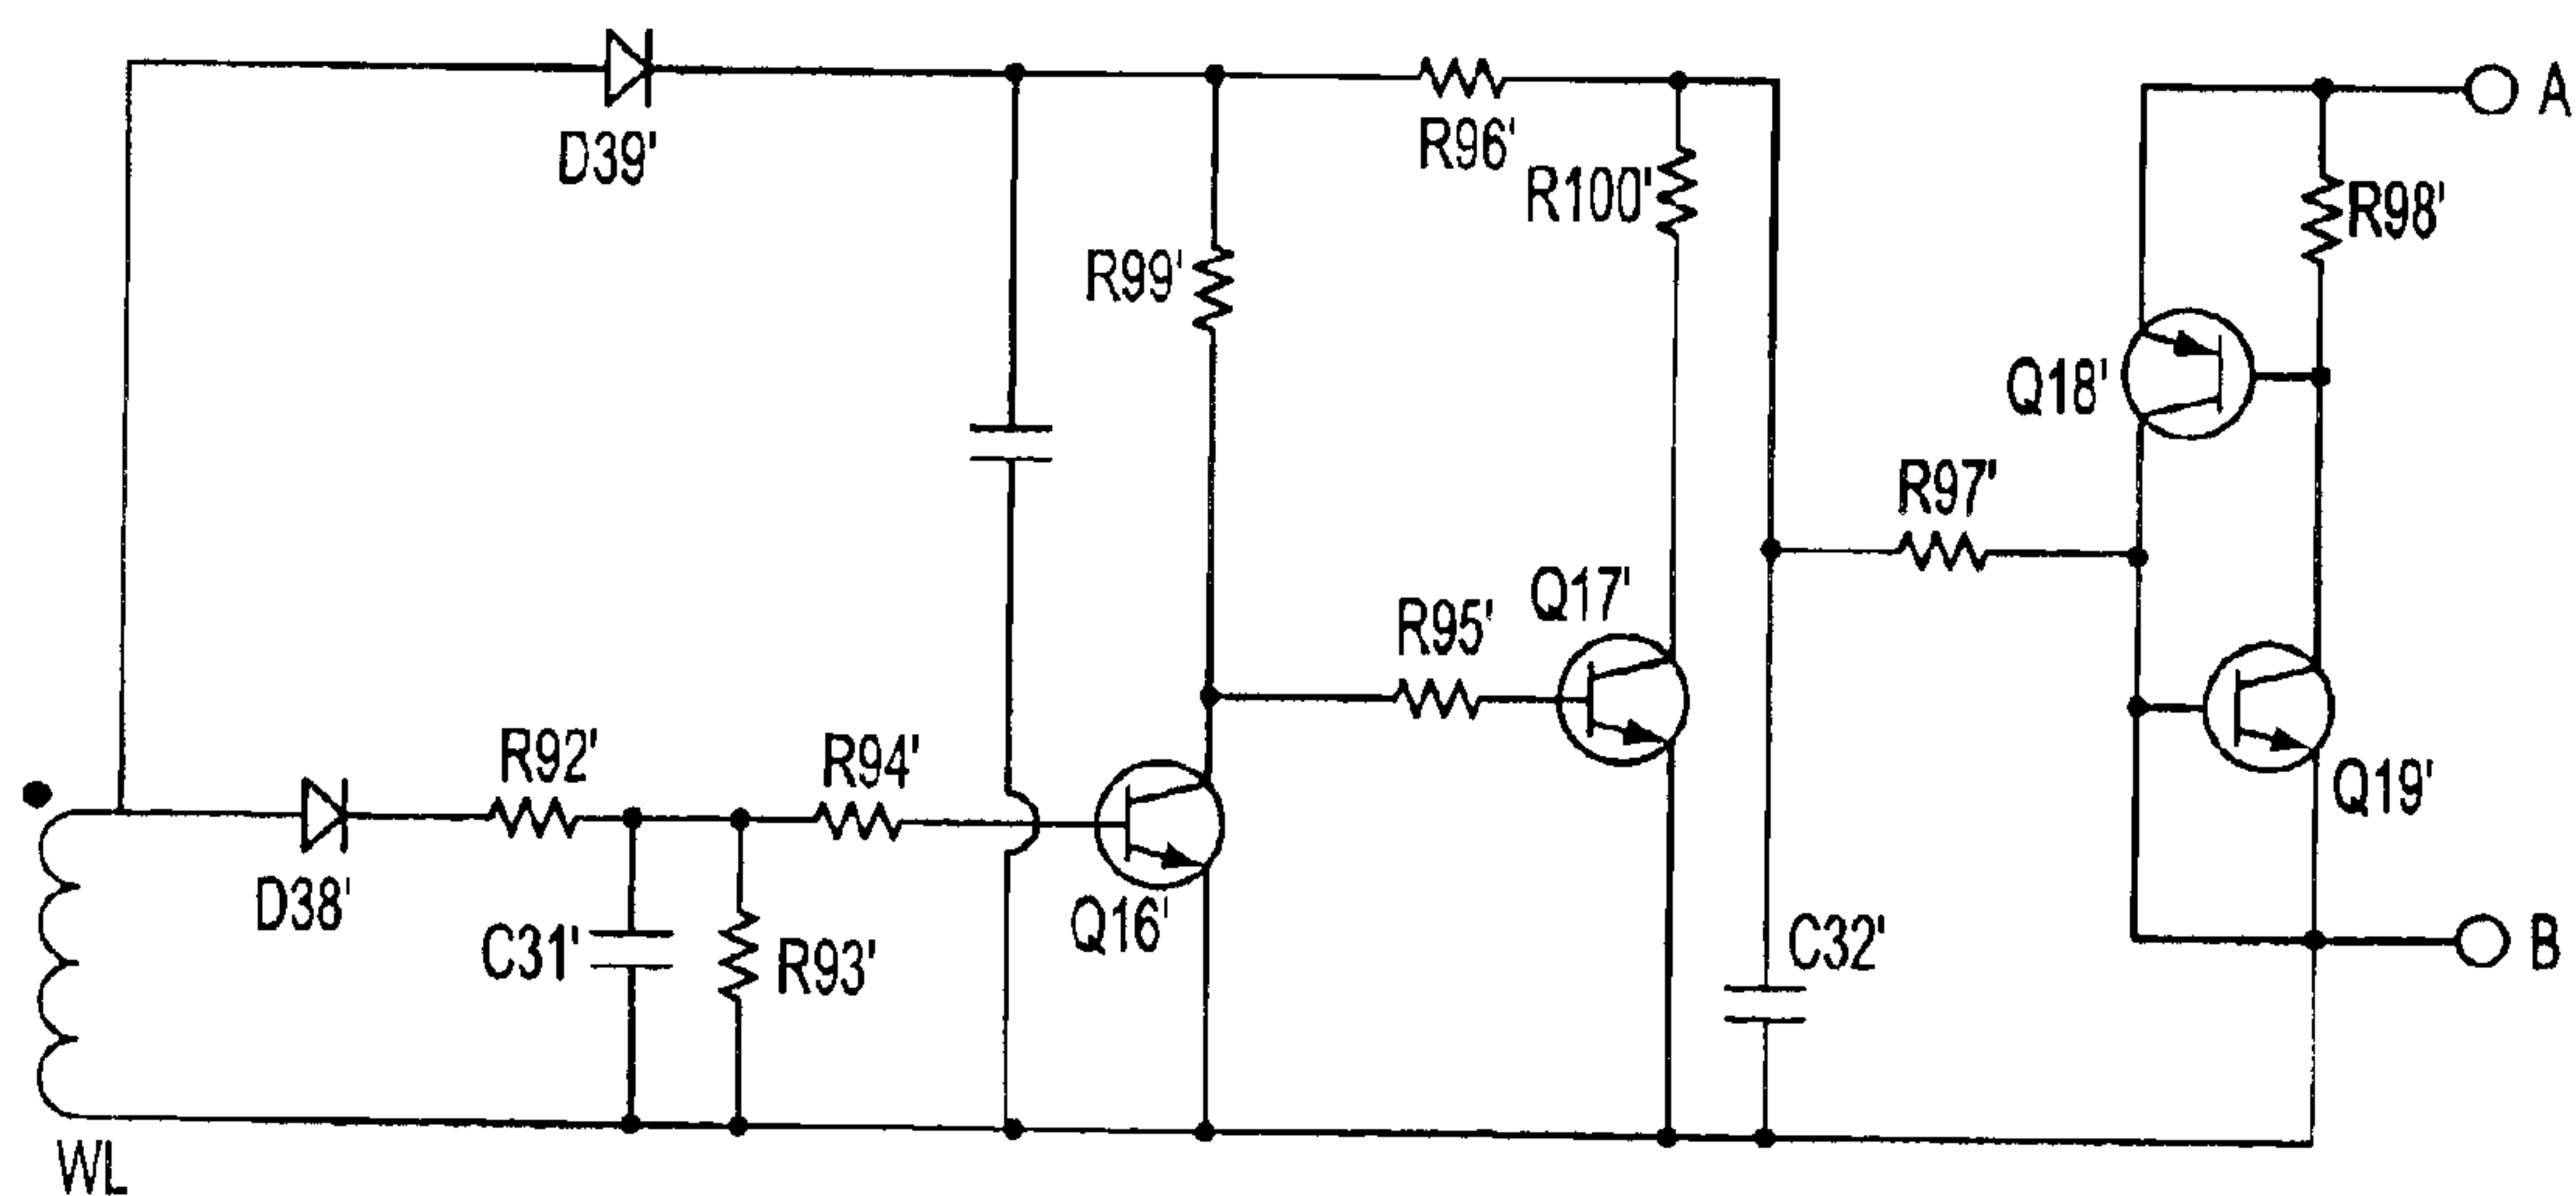 A
D39'
R96'
R100'
R98'
R99'
Q18'
R97'
Q17'
R95'
R92'
R94'
Q19'
D38'
C31'
R93'
Q16'
C32'
B
WL